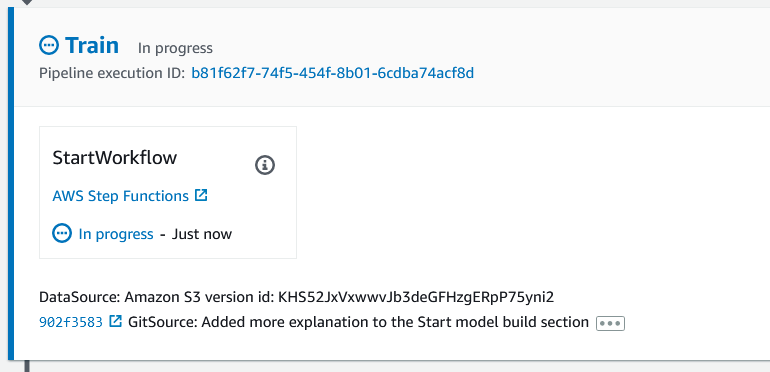 Train In progress
Pipeline execution ID: b81f62f7-74f5-454f-8b01-6cdba74acf8d
StartWorkflow
AWS Step Functions
In progress - Just now
DataSource: Amazon S3 version id: KHS52JxVxwwvJb3deGFHzgERpP75yni2
902f3583 GitSource: Added more explanation to the Start model build section